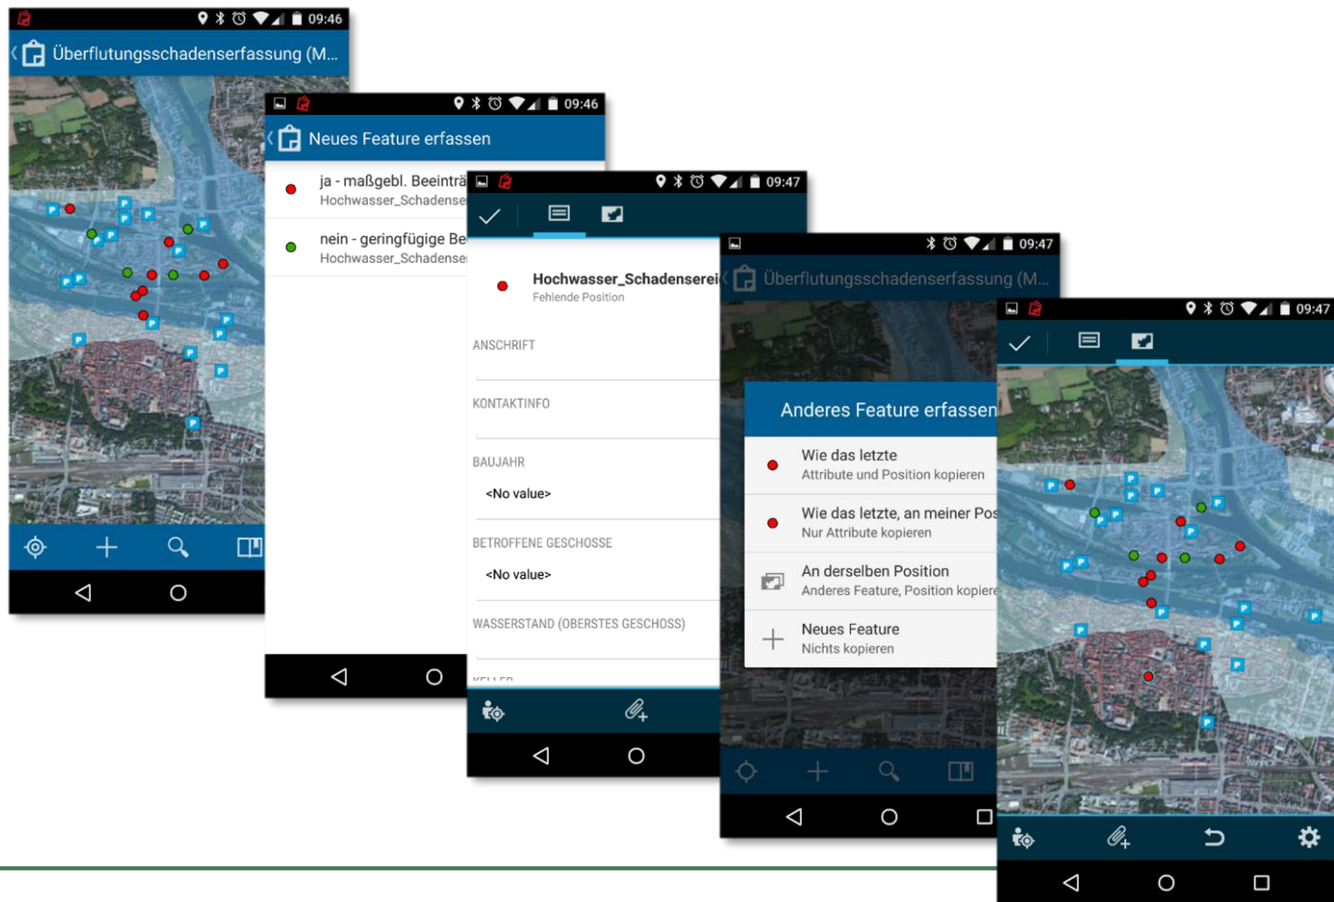 09:46
Überflutungsschadenserfassung (M...
09:46
Neues Feature erfassen
ja - maßgebl. Beeinträ
Hochwasser_Schadense
nein - geringfügige Be
Hochwasser_Schadense
09:47
Hochwasser_Schadenserei
Fehlende Position
ANSCHRIFT
KONTAKTINFO
BAUJAHR
<No value>
BETROFFENE GESCHOSSE
<No value>
WASSERSTAND (OBERSTES GESCHOSS)
KELLER
09:47
Überflutungsschadenserfassung (M...
Anderes Feature erfassen
Wie das letzte
Attribute und Position kopieren
Wie das letzte, an meiner Pos
Nur Attribute kopieren
An derselben Position
Anderes Feature, Position kopiere
Neues Feature
Nichts kopieren
09:47